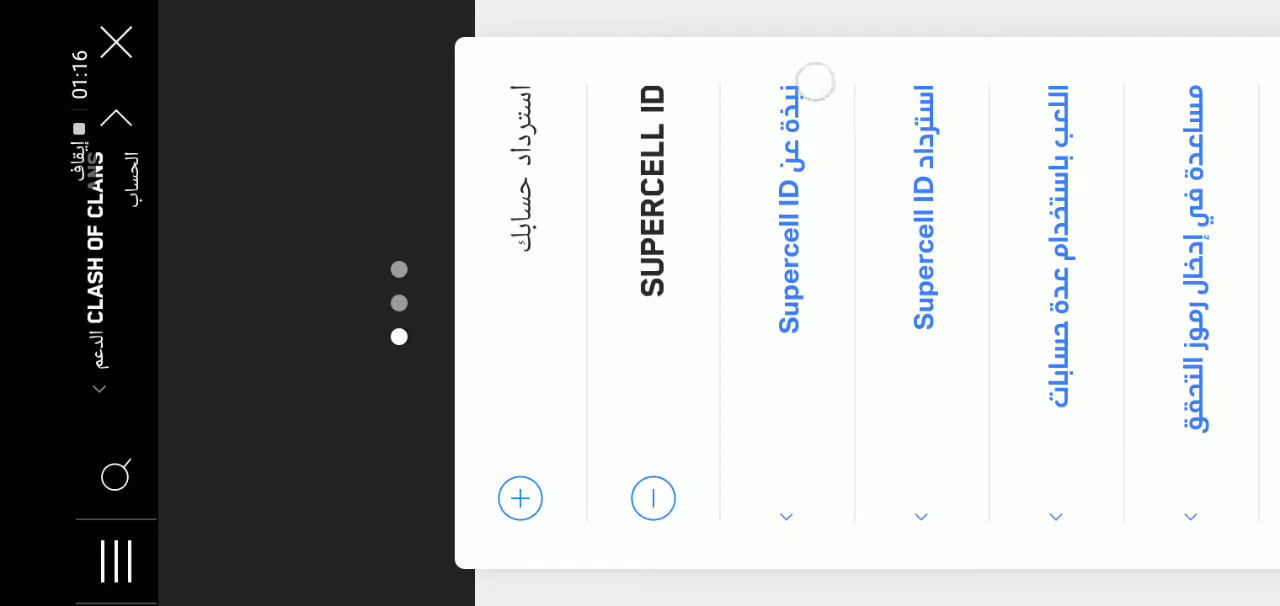 01:16
إيقاف
CLASH OF CLANS الدعم
الحساب
استرداد حسابك
SUPERCELL ID
نبذة عن Supercell ID
استرداد Supercell ID
اللعب باستخدام عدة حسابات
مساعدة في إدخال رموز التحقق